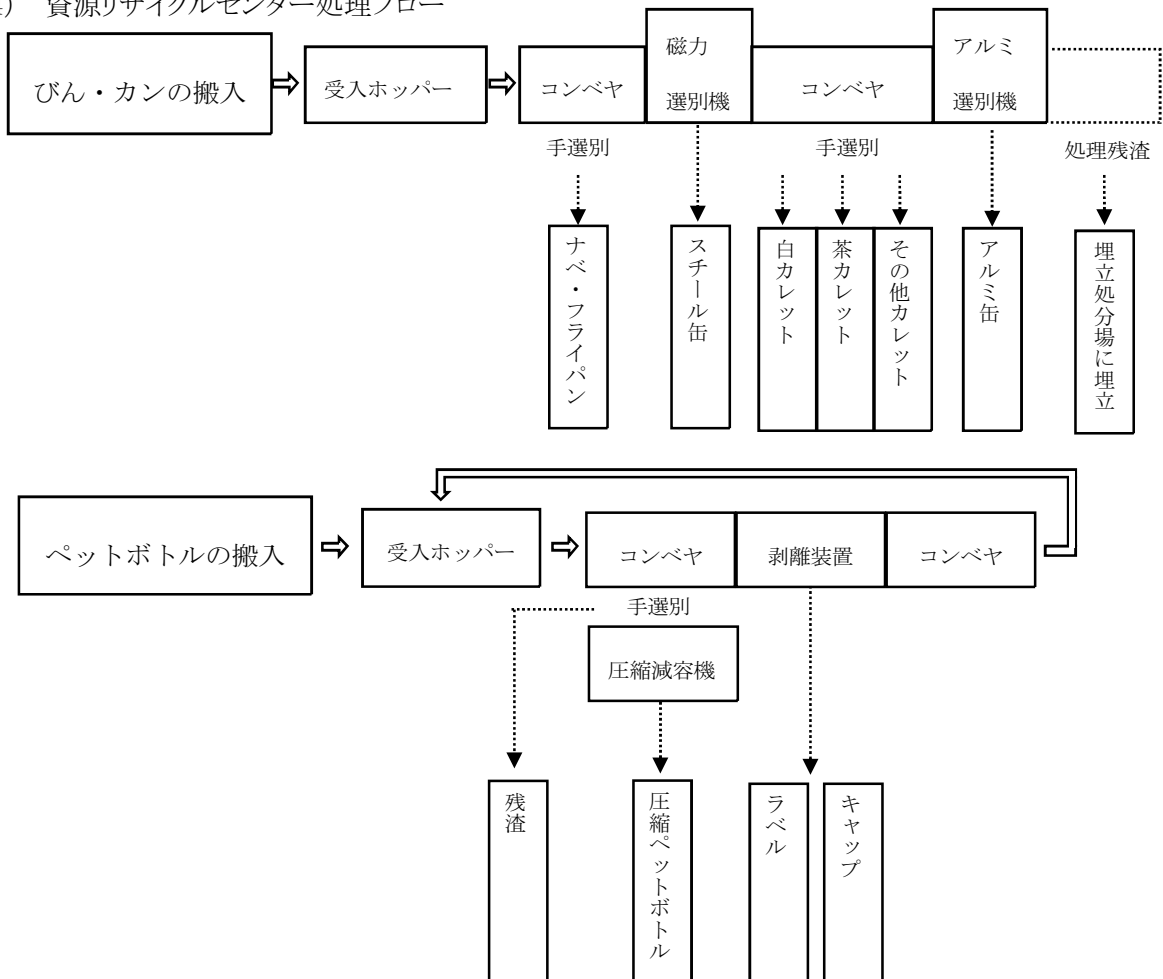 ) 資源リサイクルセンター処理フロー
びん・カンの搬入
受入ホッパー
コンベヤ
磁力
選別機
コンベヤ
アルミ
選別機
手選別
手選別
処理残渣
ナベ・フライパン
スチール缶
白カレット
茶カレット
その他カレット
アルミ缶
埋立処分場に埋立
ペットボトルの搬入
受入ホッパー
コンベヤ
剥離装置
コンベヤ
手選別
圧縮減容機
残渣
圧縮ペットボトル
ラベル
キャップ